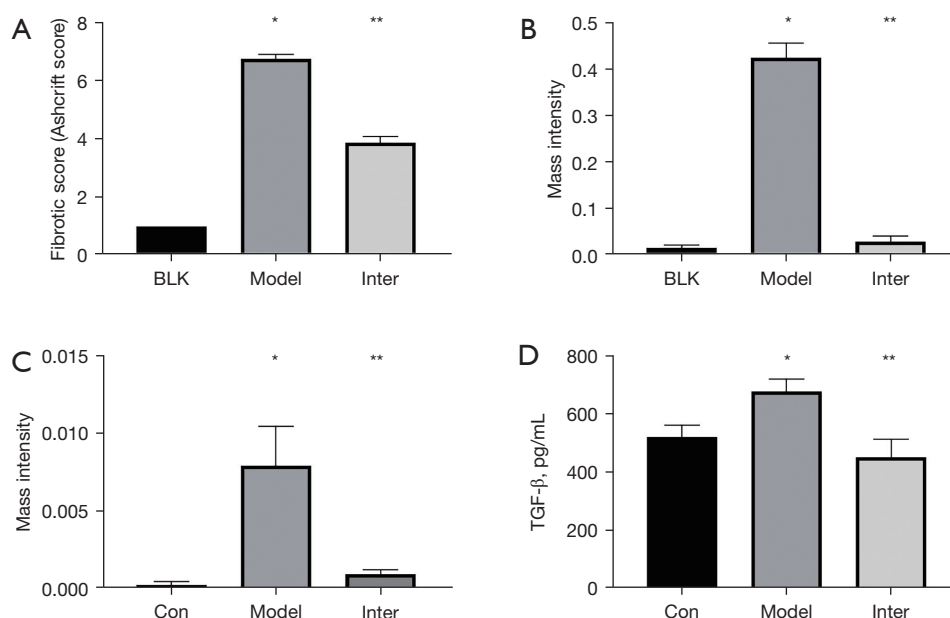 A
Fibrotic score (Ashcrift score)
8
6
4
2
0
*
**
BLK
Model
Inter
B
Mass intensity
0.5
0.4
0.3
0.2
0.1
0.0
*
**
BLK
Model
Inter
C
Mass intensity
0.015
0.010
0.005
0.000
*
**
Con
Model
Inter
D
TGF-β, pg/mL
800
600
400
200
0
*
**
Con
Model
Inter